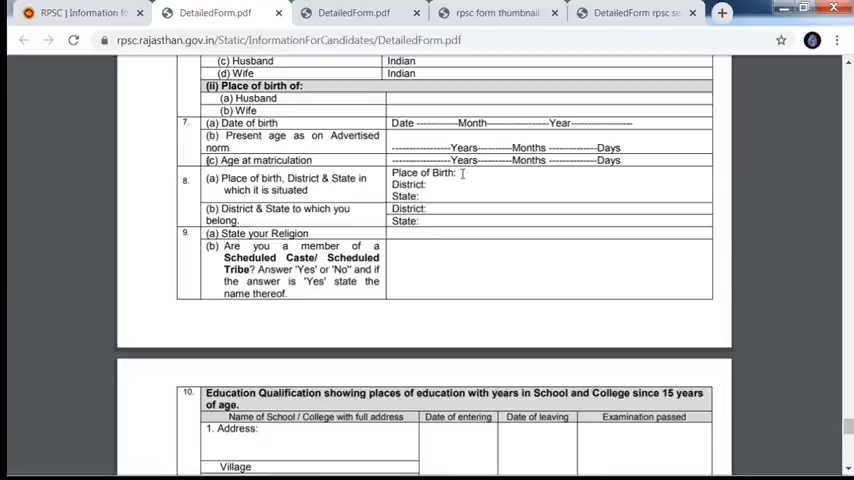 RPSC | Information for
DetailedForm.pdf
DetailedForm.pdf
rpsc form thumbnail
DetailedForm rpsc se
rpsc.rajasthan.gov.in/Static/InformationForCandidates/DetailedForm.pdf
(c) Husband Indian
(d) Wife Indian
(ii) Place of birth of:
(a) Husband
(b) Wife
7. (a) Date of birth Date -----------Month----------------Year----------------
(b) Present age as on Advertised
norm ----------------Years---------Months -------------Days
(c) Age at matriculation ----------------Years---------Months -------------Days
8. (a) Place of birth, District & State in
which it is situated
Place of Birth:
District:
State:
(b) District & State to which you
belong.
District:
State:
9. (a) State your Religion
(b) Are you a member of a
Scheduled Caste/ Scheduled
Tribe? Answer 'Yes' or 'No" and if
the answer is 'Yes' state the
name thereof.
10. Education Qualification showing places of education with years in School and College since 15 years
of age.
Name of School / College with full address Date of entering Date of leaving Examination passed
1. Address:
Village